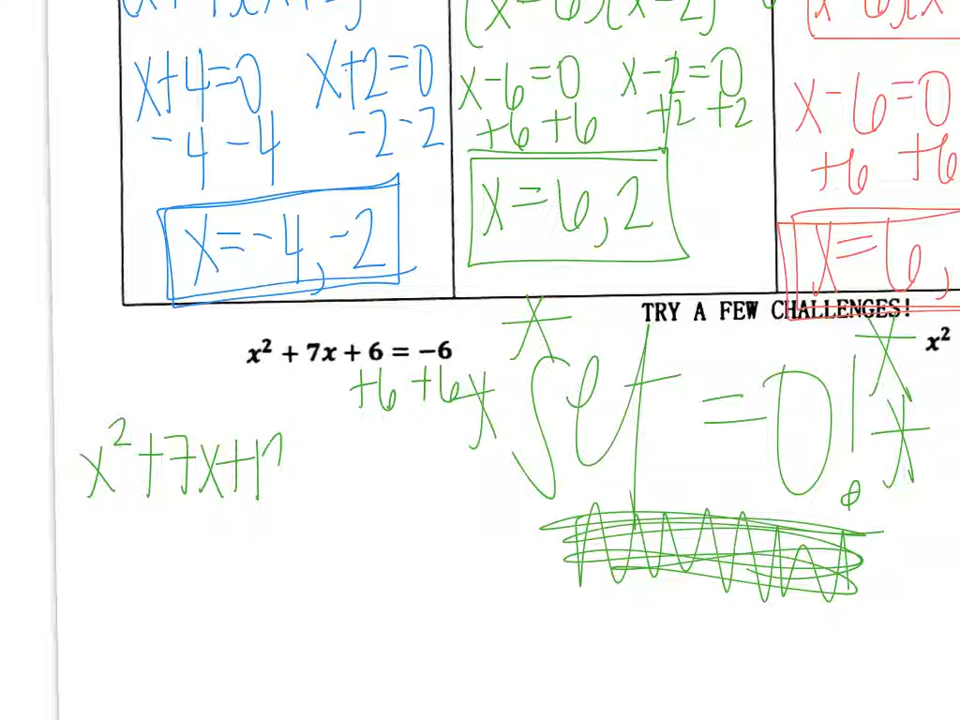 x+4=0 x+2=0
-4 -4 -2 -2
x=-4,-2
x-6=0 x-2=0
+6 +6 +2 +2
x=6,2
x-6=0
+6 +6
x=6,
TRY A FEW CHALLENGES!
x² + 7x + 6 = −6
+6 +6
set = 0!
x²
x²+7x+1